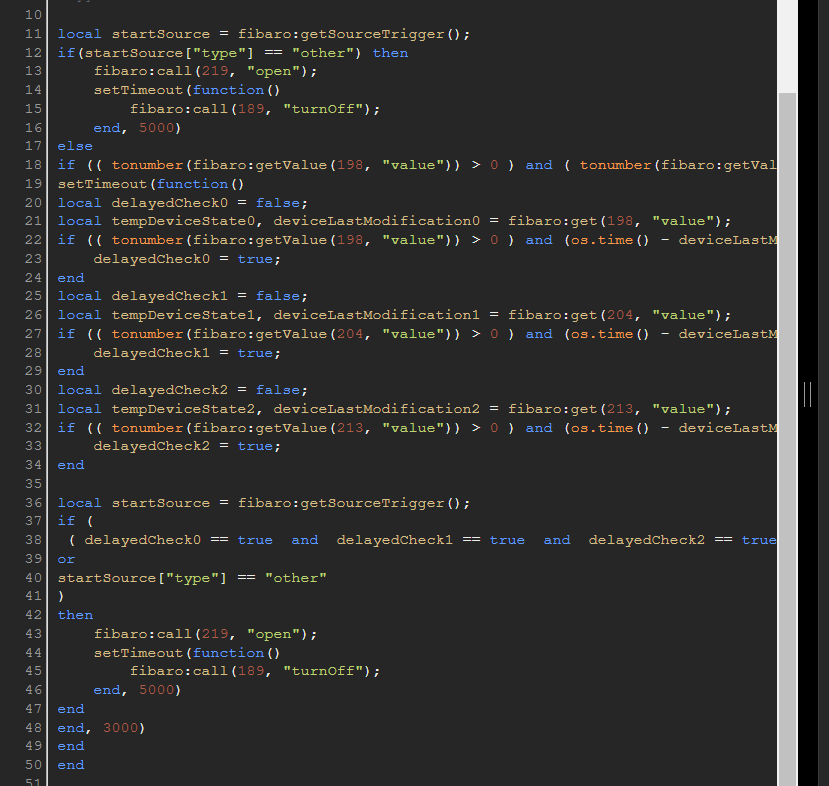 10
11 local startSource = fibaro:getSourceTrigger();
12 if(startSource["type"] == "other") then
13     fibaro:call(219, "open");
14     setTimeout(function()
15         fibaro:call(189, "turnOff");
16     end, 5000)
17 else
18 if (( tonumber(fibaro:getValue(198, "value")) > 0 ) and ( tonumber(fibaro:getVal
19 setTimeout(function()
20 local delayedCheck0 = false;
21 local tempDeviceState0, deviceLastModification0 = fibaro:get(198, "value");
22 if (( tonumber(fibaro:getValue(198, "value")) > 0 ) and (os.time() - deviceLastM
23     delayedCheck0 = true;
24 end
25 local delayedCheck1 = false;
26 local tempDeviceState1, deviceLastModification1 = fibaro:get(204, "value");
27 if (( tonumber(fibaro:getValue(204, "value")) > 0 ) and (os.time() - deviceLastM
28     delayedCheck1 = true;
29 end
30 local delayedCheck2 = false;
31 local tempDeviceState2, deviceLastModification2 = fibaro:get(213, "value");
32 if (( tonumber(fibaro:getValue(213, "value")) > 0 ) and (os.time() - deviceLastM
33     delayedCheck2 = true;
34 end
35
36 local startSource = fibaro:getSourceTrigger();
37 if (
38  ( delayedCheck0 == true  and  delayedCheck1 == true  and  delayedCheck2 == true
39 or
40 startSource["type"] == "other"
41 )
42 then
43     fibaro:call(219, "open");
44     setTimeout(function()
45         fibaro:call(189, "turnOff");
46     end, 5000)
47 end
48 end, 3000)
49 end
50 end
51